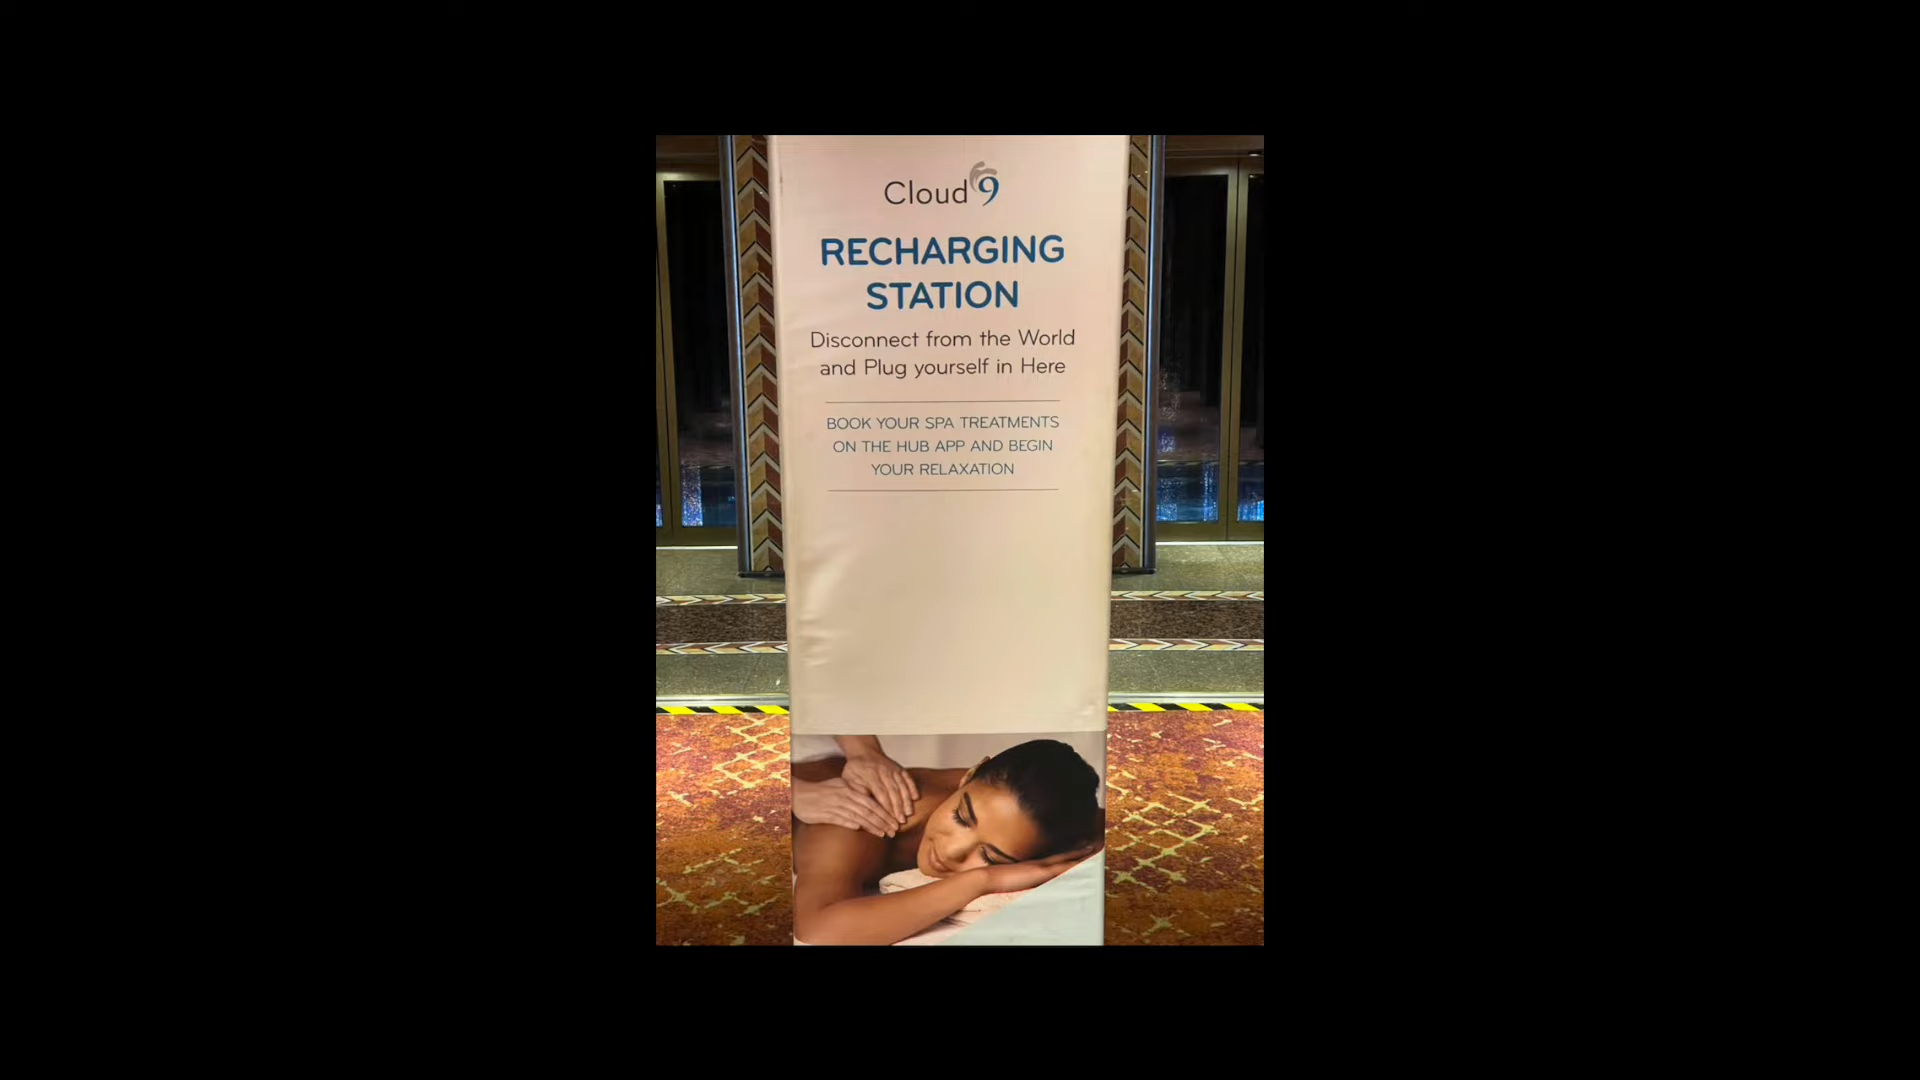 Cloud 9
RECHARGING
STATION
Disconnect from the World
and Plug yourself in Here
BOOK YOUR SPA TREATMENTS
ON THE HUB APP AND BEGIN
YOUR RELAXATION